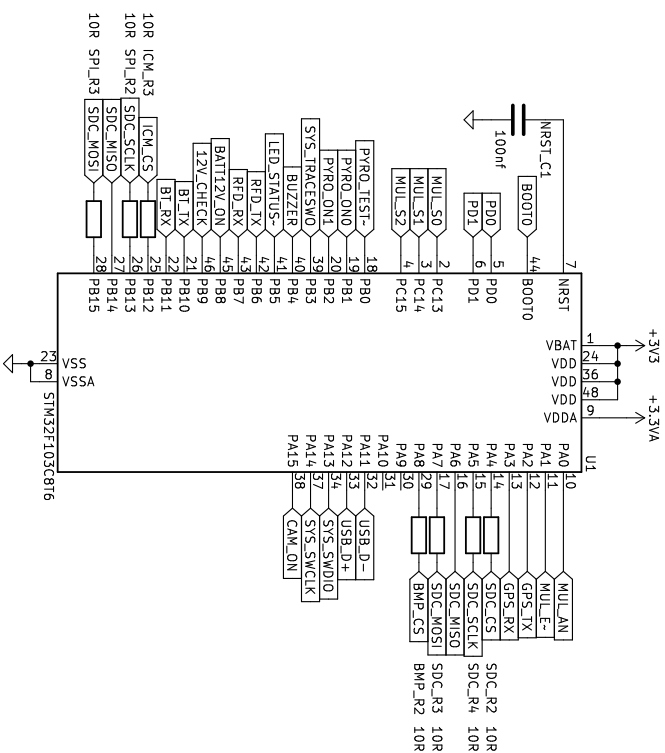 +3V3
+3.3VA
1 VBAT
24 VDD
36 VDD
48 VDD
9 VDDA
U1
NRST_C1
100nf
7 NRST
BOOT0 44 BOOT0
PD0 5 PD0
PD1 6 PD1
MUL_S0 2 PC13
MUL_S1 3 PC14
MUL_S2 4 PC15
PYRO_TEST~ 18 PB0
PYRO_ON0 19 PB1
PYRO_ON1 20 PB2
SYS_TRACESWO 39 PB3
BUZZER 40 PB4
LED_STATUS~ 41 PB5
RFD_TX 42 PB6
RFD_RX 43 PB7
BATT12V_ON 45 PB8
12V_CHECK 46 PB9
BT_TX 21 PB10
BT_RX 22 PB11
10R ICM_R3 ICM_CS 25 PB12
10R SPI_R2 SDC_SCLK 26 PB13
SDC_MISO 27 PB14
10R SPI_R3 SDC_MOSI 28 PB15
PA0 10 MUL_AN
PA1 11 MUL_E~
PA2 12 GPS_TX
PA3 13 GPS_RX
PA4 14 SDC_CS SDC_R2 10R
PA5 15 SDC_SCLK SDC_R4 10R
PA6 16 SDC_MISO
PA7 17 SDC_MOSI SDC_R3 10R
PA8 29 BMP_CS BMP_R2 10R
PA9 30
PA10 31
PA11 32 USB_D-
PA12 33 USB_D+
PA13 34 SYS_SWDIO
PA14 37 SYS_SWCLK
PA15 38 CAM_ON
23 VSS
8 VSSA
STM32F103C8T6